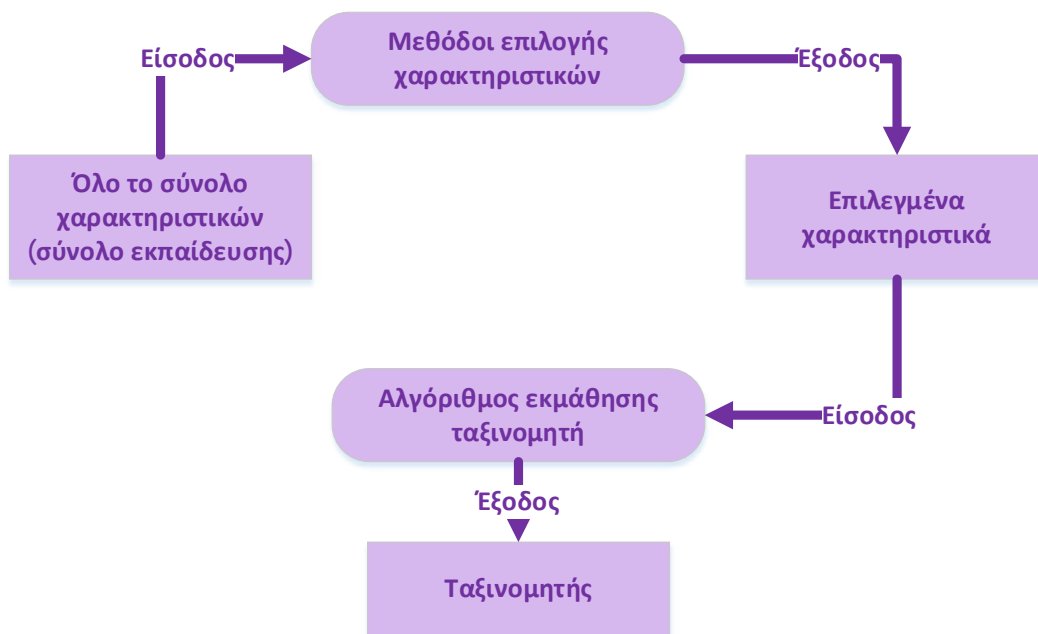 Μεθόδοι επιλογής
χαρακτηριστικών
Είσοδος
Έξοδος
Όλο το σύνολο
χαρακτηριστικών
(σύνολο εκπαίδευσης)
Επιλεγμένα
χαρακτηριστικά
Αλγόριθμος εκμάθησης
ταξινομητή
Είσοδος
Έξοδος
Ταξινομητής